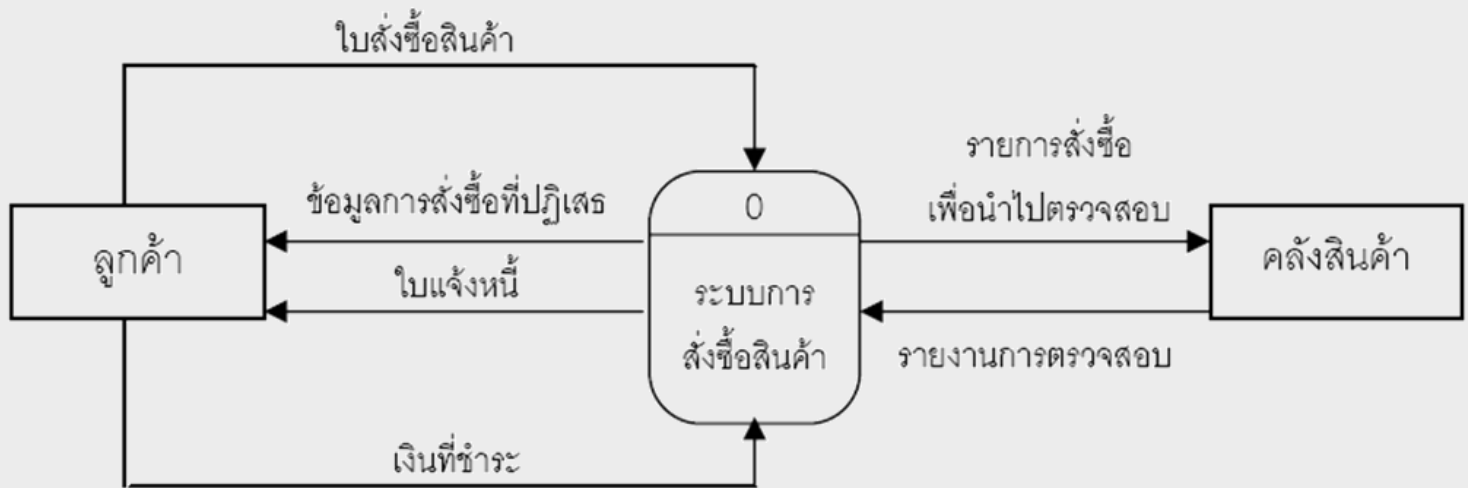 ใบสั่งซื้อสินค้า
รายการสั่งซื้อ
เพื่อนำไปตรวจสอบ
ข้อมูลการสั่งซื้อที่ปฏิเสธ
0
ลูกค้า
คลังสินค้า
ใบแจ้งหนี้
ระบบการ
สั่งซื้อสินค้า
รายงานการตรวจสอบ
เงินที่ชำระ